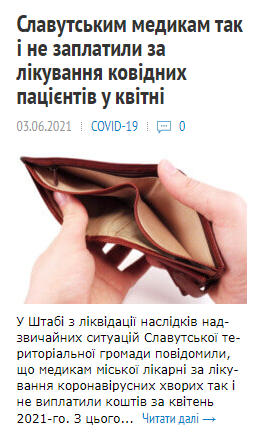 Славутським медикам так
і не заплатили за
лікування ковідних
пацієнтів у квітні
03.06.2021 COVID-19 0
У Штабі з ліквідації наслідків над-
звичайних ситуацій Славутської те-
риторіальної громади повідомили,
що медикам міської лікарні за ліку-
вання коронавірусних хворих так і
не виплатили коштів за квітень
2021-го. З цього... Читати далі →